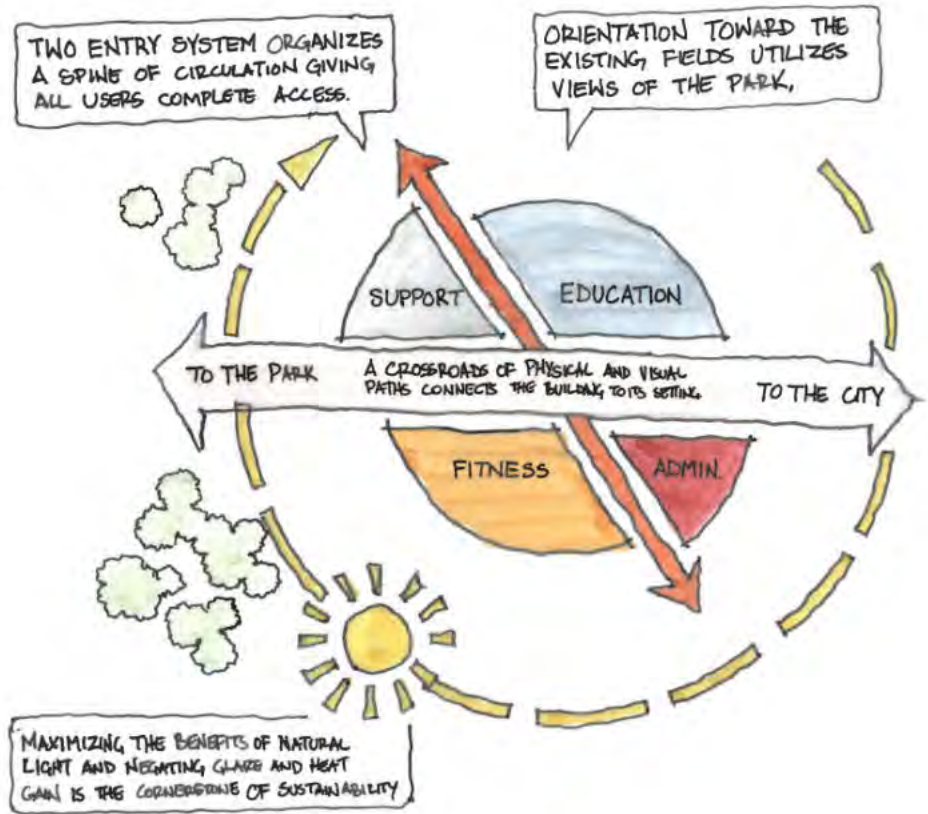 TWO ENTRY SYSTEM ORGANIZES
A SPINE OF CIRCULATION GIVING
ALL USERS COMPLETE ACCESS.
ORIENTATION TOWARD THE
EXISTING FIELDS UTILIZES
VIEWS OF THE PARK,
SUPPORT
EDUCATION
TO THE PARK
A CROSSROADS OF PHYSICAL AND VISUAL
PATHS CONNECTS THE BUILDING TO ITS SETTING
TO THE CITY
FITNESS
ADMIN.
MAXIMIZING THE BENEFITS OF NATURAL
LIGHT AND NEGATING GLARE AND HEAT
GAIN IS THE CORNERSTONE OF SUSTAINABILITY